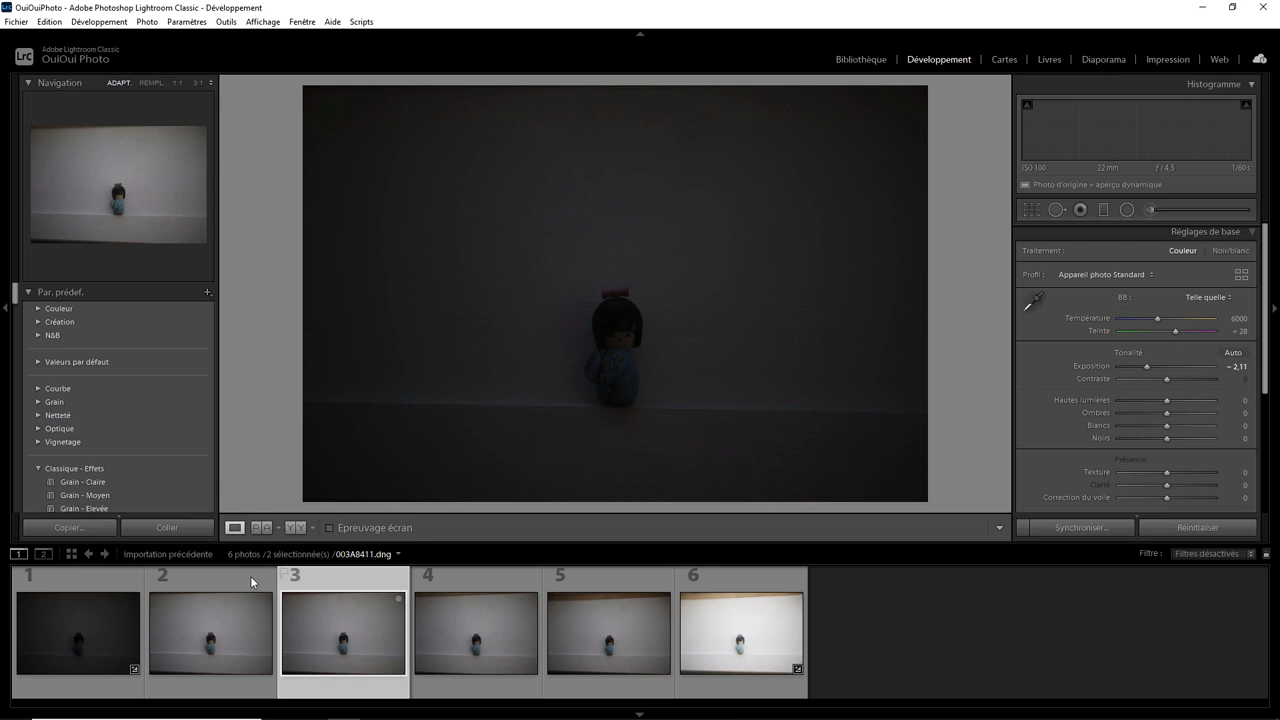 OuiOuiPhoto - Adobe Photoshop Lightroom Classic - Développement
Fichier Edition Développement Photo Paramètres Outils Affichage Fenêtre Aide Scripts
Lrc
Adobe Lightroom Classic
OuiOui Photo
Bibliothèque Développement Cartes Livres Diaporama Impression Web
Navigation ADAPT. REMPL. 1:1 3:1
Par. prédef.
Couleur
Création
N&B
Valeurs par défaut
Courbe
Grain
Netteté
Optique
Vignetage
Classique - Effets
Grain - Claire
Grain - Moyen
Grain - Elevée
Copier... Coller
Epreuvage écran
Histogramme
ISO 100 22 mm ƒ / 4,5 1/60 s
Photo d'origine + aperçu dynamique
Réglages de base
Traitement : Couleur Noir/blanc
Profil : Appareil photo Standard
BB : Telle quelle
Température 6000
Teinte + 28
Tonalité Auto
Exposition – 2,11
Contraste 0
Hautes lumières 0
Ombres 0
Blancs 0
Noirs 0
Présence
Texture 0
Clarté 0
Correction du voile 0
Synchroniser... Réinitialiser
1 2 Importation précédente 6 photos /2 sélectionnée(s) /003A8411.dng Filtre : Filtres désactivés
1 2 3 4 5 6